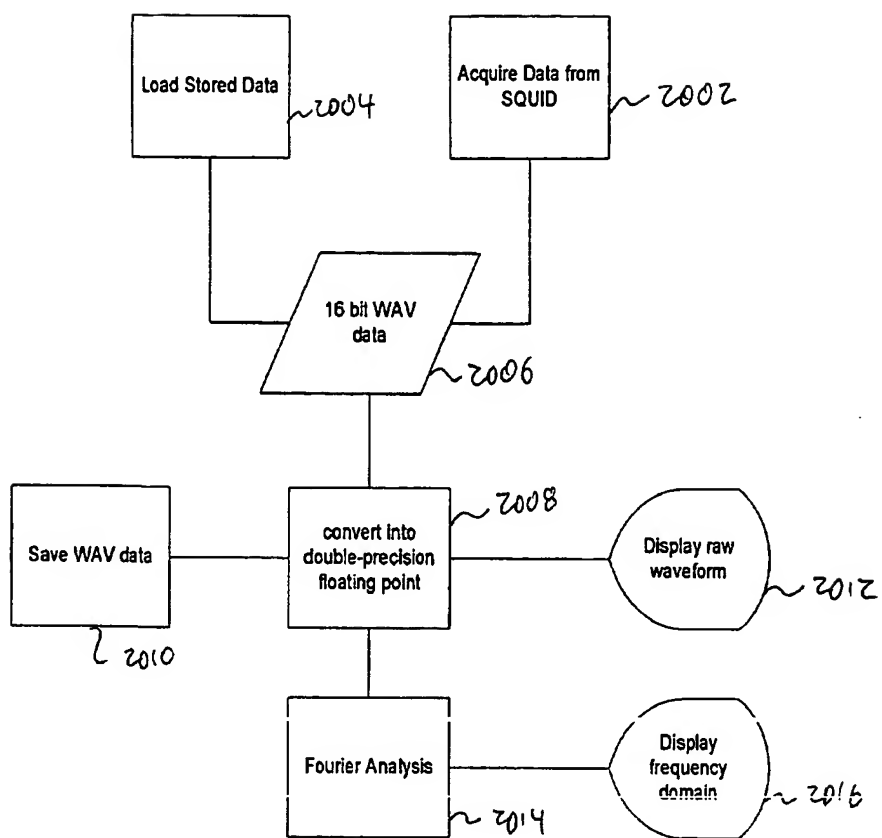 Load Stored Data
2004
Acquire Data from
SQUID
2002
16 bit WAV
data
2006
Save WAV data
2010
convert into
double-precision
floating point
2008
Display raw
waveform
2012
Fourier Analysis
2014
Display
frequency
domain
2016